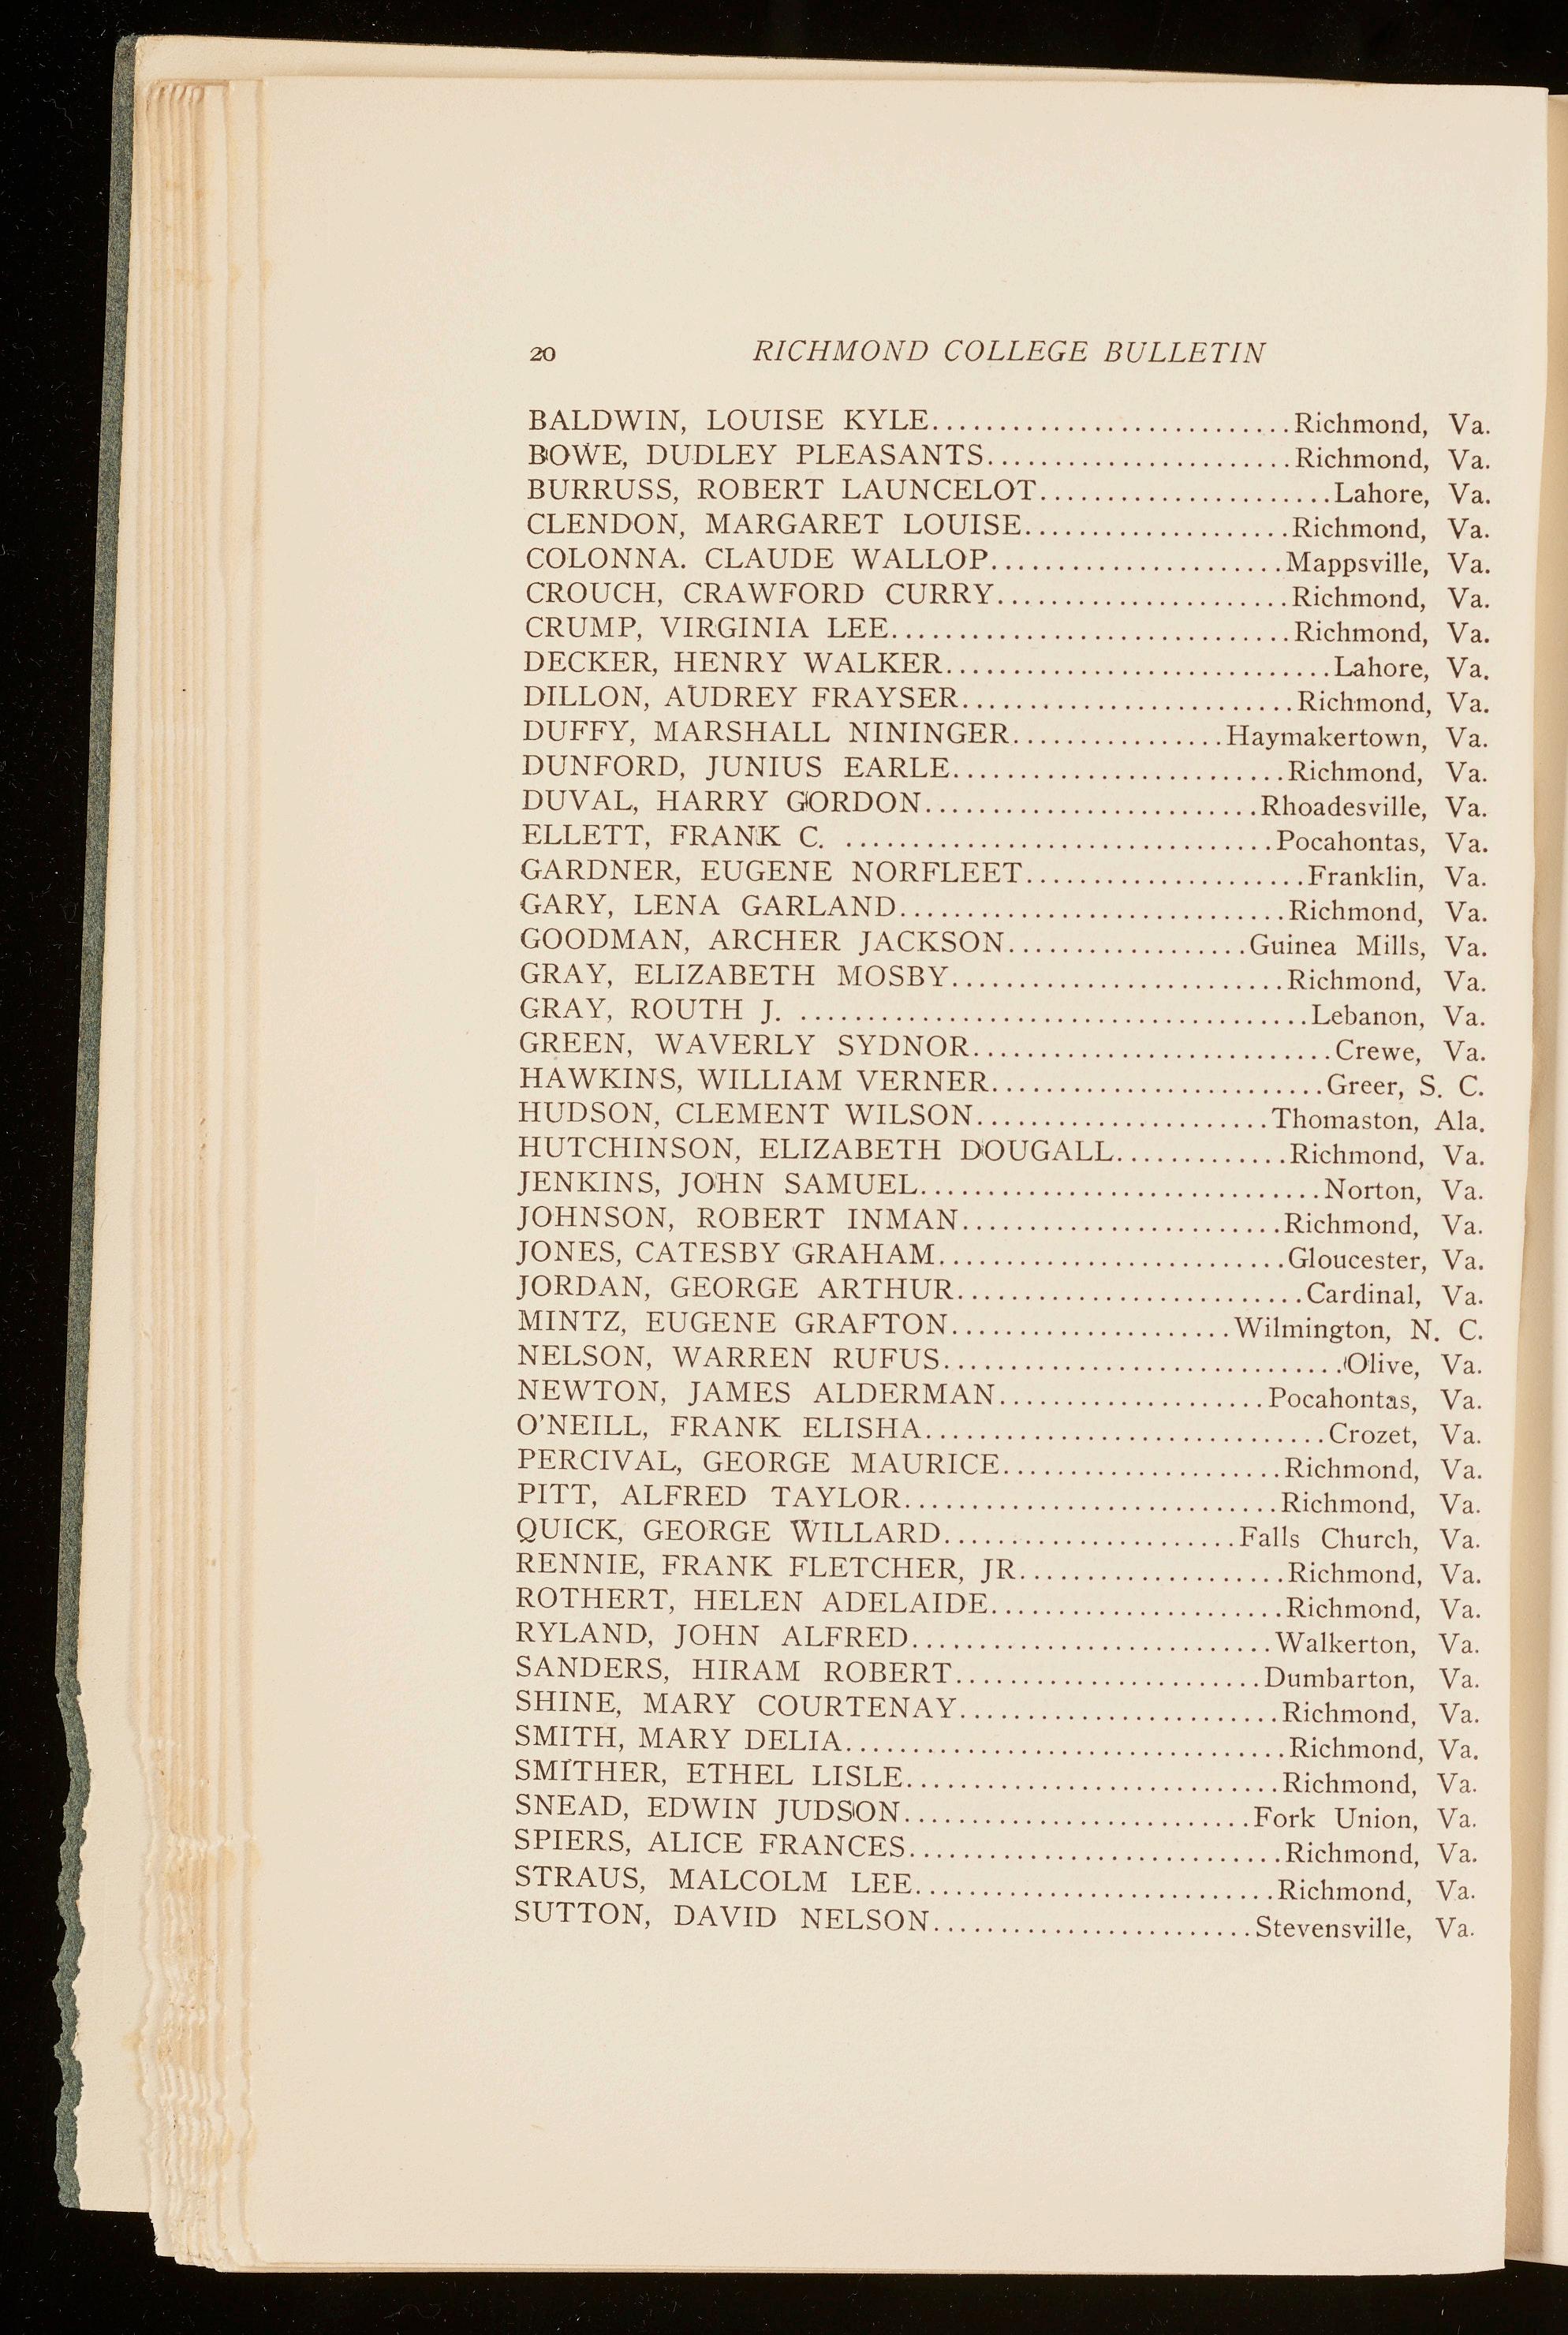 20 RICHMOND COLLEGE BULLETIN
BALDWIN, LOUISE KYLE...........................Richmond, Va.
BOWE, DUDLEY PLEASANTS.......................Richmond, Va.
BURRUSS, ROBERT LAUNCELOT......................Lahore, Va.
CLENDON, MARGARET LOUISE....................Richmond, Va.
COLONNA. CLAUDE WALLOP......................Mappsville, Va.
CROUCH, CRAWFORD CURRY......................Richmond, Va.
CRUMP, VIRGINIA LEE..............................Richmond, Va.
DECKER, HENRY WALKER.............................Lahore, Va.
DILLON, AUDREY FRAYSER.........................Richmond, Va.
DUFFY, MARSHALL NININGER................Haymakertown, Va.
DUNFORD, JUNIUS EARLE.........................Richmond, Va.
DUVAL, HARRY GORDON.........................Rhoadesville, Va.
ELLETT, FRANK C. ................................Pocahontas, Va.
GARDNER, EUGENE NORFLEET.....................Franklin, Va.
GARY, LENA GARLAND.............................Richmond, Va.
GOODMAN, ARCHER JACKSON..................Guinea Mills, Va.
GRAY, ELIZABETH MOSBY.........................Richmond, Va.
GRAY, ROUTH J. ......................................Lebanon, Va.
GREEN, WAVERLY SYDNOR...........................Crewe, Va.
HAWKINS, WILLIAM VERNER.........................Greer, S. C.
HUDSON, CLEMENT WILSON......................Thomaston, Ala.
HUTCHINSON, ELIZABETH DOUGALL.............Richmond, Va.
JENKINS, JOHN SAMUEL..............................Norton, Va.
JOHNSON, ROBERT INMAN........................Richmond, Va.
JONES, CATESBY GRAHAM..........................Gloucester, Va.
JORDAN, GEORGE ARTHUR..........................Cardinal, Va.
MINTZ, EUGENE GRAFTON.....................Wilmington, N. C.
NELSON, WARREN RUFUS..............................Olive, Va.
NEWTON, JAMES ALDERMAN....................Pocahontas, Va.
O'NEILL, FRANK ELISHA..............................Crozet, Va.
PERCIVAL, GEORGE MAURICE.....................Richmond, Va.
PITT, ALFRED TAYLOR............................Richmond, Va.
QUICK, GEORGE WILLARD......................Falls Church, Va.
RENNIE, FRANK FLETCHER, JR....................Richmond, Va.
ROTHERT, HELEN ADELAIDE......................Richmond, Va.
RYLAND, JOHN ALFRED...........................Walkerton, Va.
SANDERS, HIRAM ROBERT.......................Dumbarton, Va.
SHINE, MARY COURTENAY........................Richmond, Va.
SMITH, MARY DELIA.................................Richmond, Va.
SMITHER, ETHEL LISLE............................Richmond, Va.
SNEAD, EDWIN JUDSON..........................Fork Union, Va.
SPIERS, ALICE FRANCES............................Richmond, Va.
STRAUS, MALCOLM LEE...........................Richmond, Va.
SUTTON, DAVID NELSON........................Stevensville, Va.